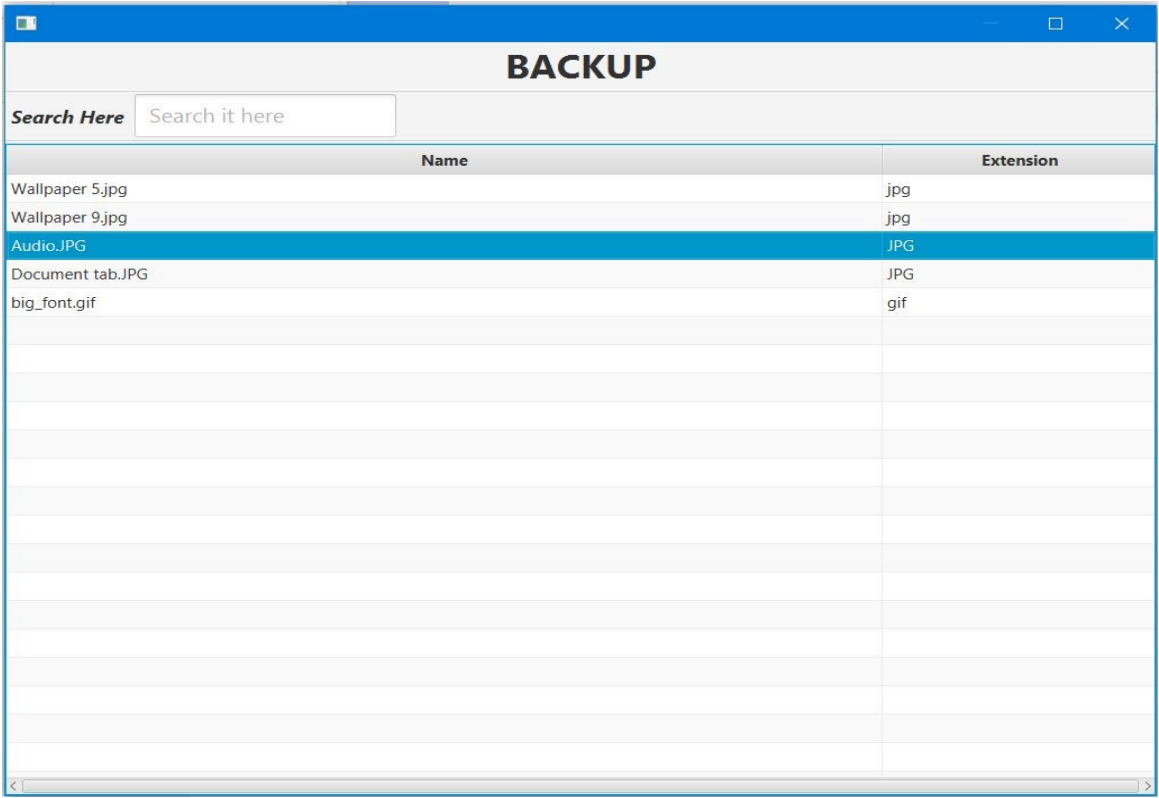 BACKUP
Search Here Search it here
Name Extension
Wallpaper 5.jpg jpg
Wallpaper 9.jpg jpg
Audio.JPG JPG
Document tab.JPG JPG
big_font.gif gif